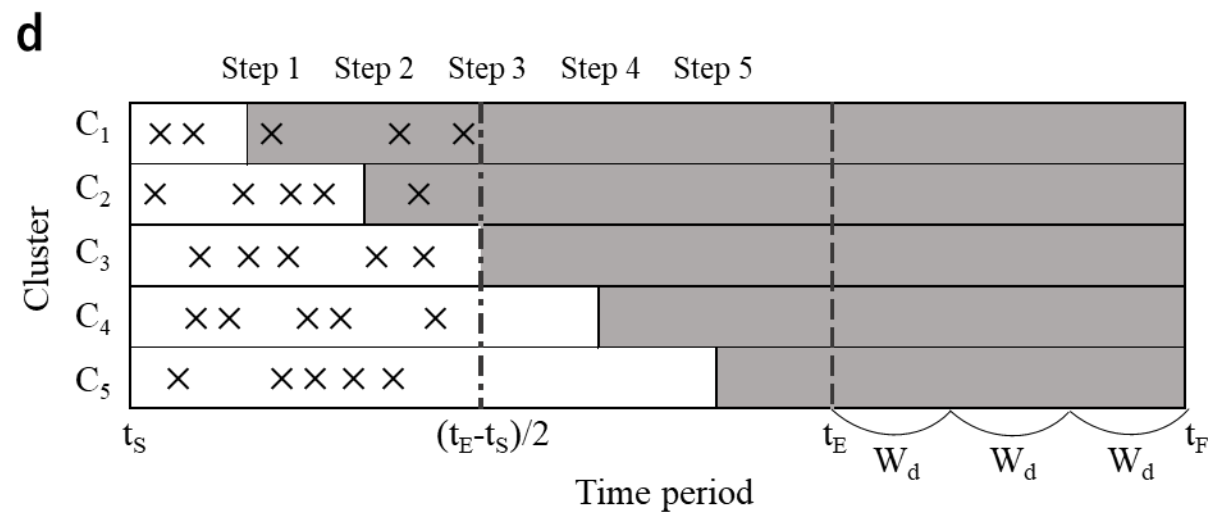 d
Step 1 Step 2 Step 3 Step 4 Step 5
C1
C2
C3
C4
C5
Cluster
tS (tE-tS)/2 tE tF
Wd Wd Wd
Time period